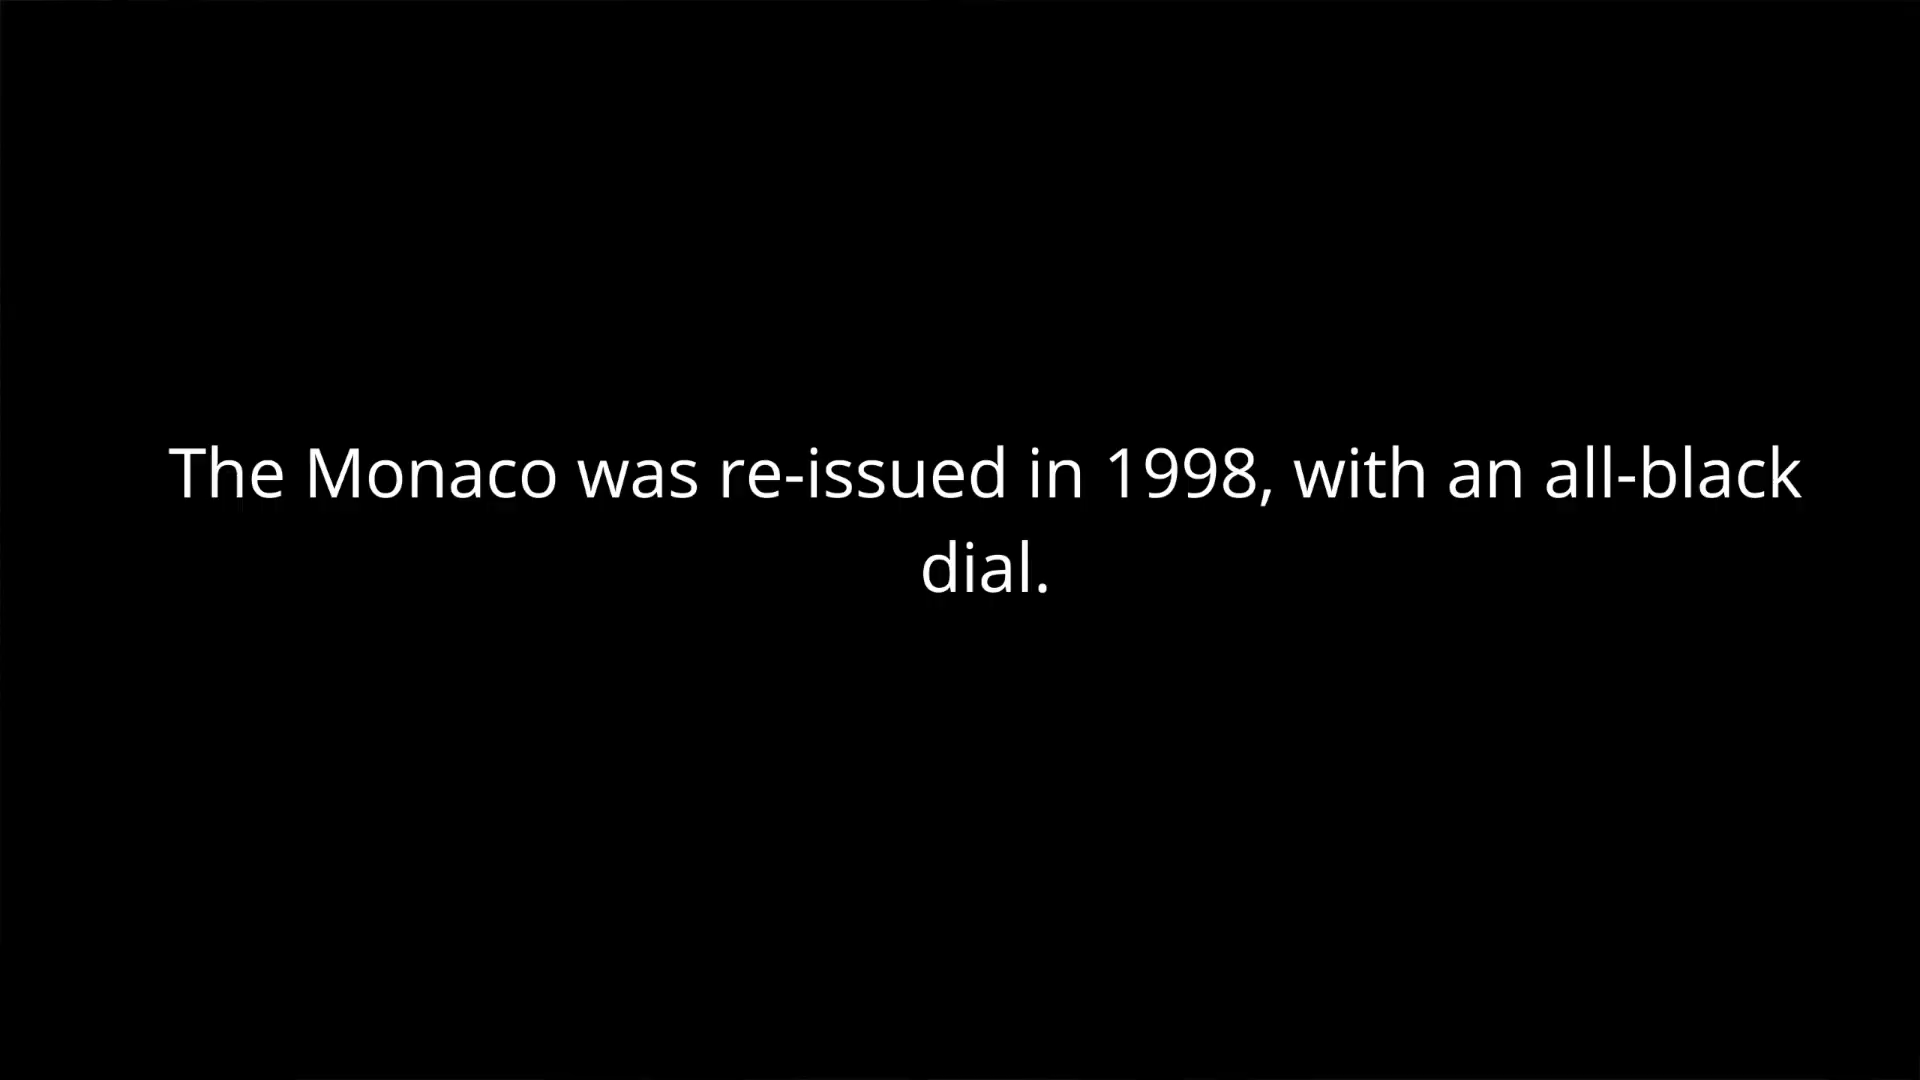 The Monaco was re-issued in 1998, with an all-black
dial.